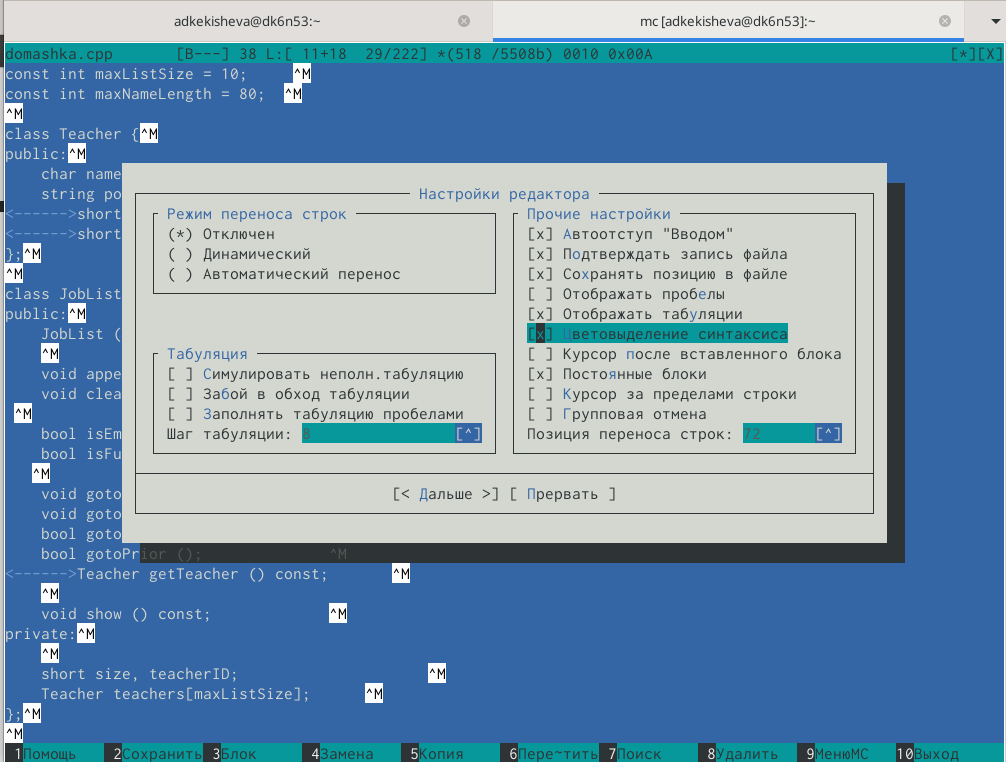 adkekisheva@dk6n53:~
mc [adkekisheva@dk6n53]:~
domashka.cpp [B---] 38 L:[ 11+18 29/222] *(518 /5508b) 0010 0x00A [*][X]
const int maxListSize = 10; ^M
const int maxNameLength = 80; ^M
^M
class Teacher {^M
public:^M
char name
string po
<------>short
<------>short
};^M
^M
class JobList
public:^M
JobList (
^M
void appe
void clea
^M
bool isEm
bool isFu
^M
void goto
void goto
bool goto
bool gotoPrior (); ^M
<------>Teacher getTeacher () const; ^M
^M
void show () const; ^M
private:^M
^M
short size, teacherID; ^M
Teacher teachers[maxListSize]; ^M
};^M
^M
Настройки редактора
Режим переноса строк
(*) Отключен
( ) Динамический
( ) Автоматический перенос
Табуляция
[ ] Симулировать неполн.табуляцию
[ ] Забой в обход табуляции
[ ] Заполнять табуляцию пробелами
Шаг табуляции: 8 [^]
Прочие настройки
[x] Автоотступ "Вводом"
[x] Подтверждать запись файла
[x] Сохранять позицию в файле
[ ] Отображать пробелы
[x] Отображать табуляции
[x] Цветовыделение синтаксиса
[ ] Курсор после вставленного блока
[x] Постоянные блоки
[ ] Курсор за пределами строки
[ ] Групповая отмена
Позиция переноса строк: 72 [^]
[< Дальше >] [ Прервать ]
1Помощь 2Сохранить 3Блок 4Замена 5Копия 6Пере~тить 7Поиск 8Удалить 9МенюMC 10Выход